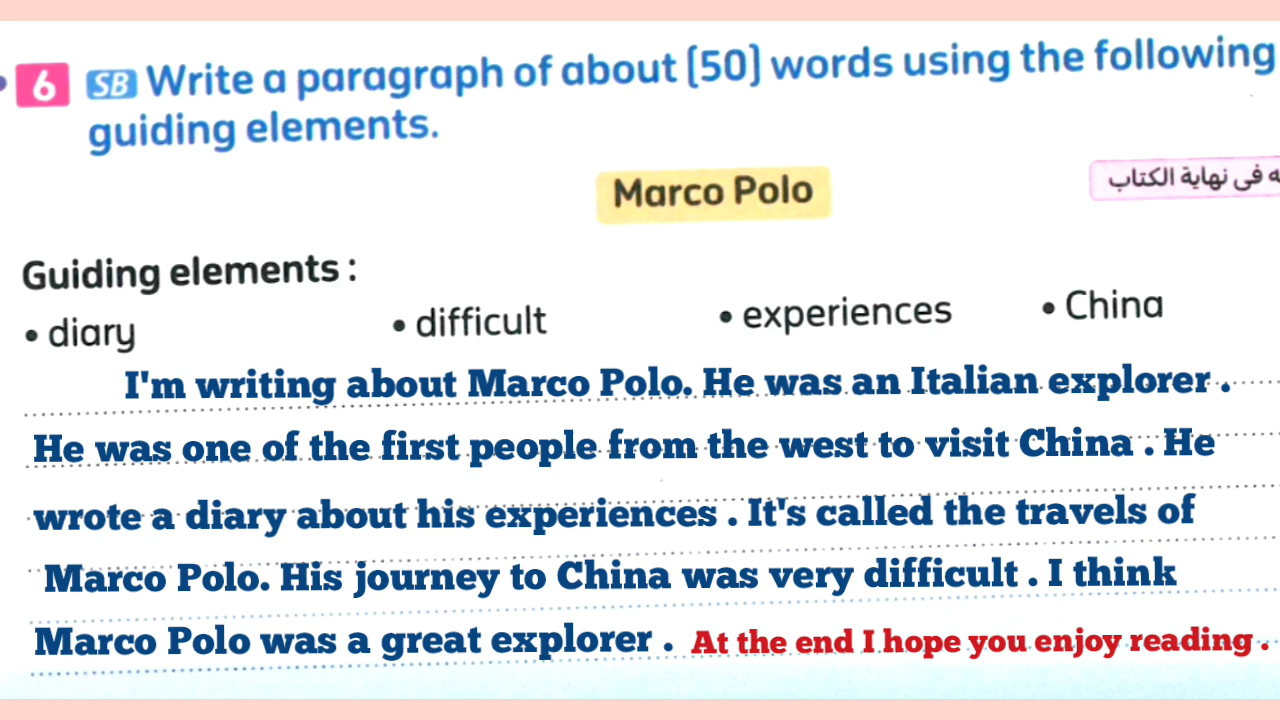 6 SB Write a paragraph of about (50) words using the following
guiding elements.
Marco Polo
فى نهاية الكتاب
Guiding elements :
• diary • difficult • experiences • China
I'm writing about Marco Polo. He was an Italian explorer .
He was one of the first people from the west to visit China . He
wrote a diary about his experiences . It's called the travels of
Marco Polo. His journey to China was very difficult . I think
Marco Polo was a great explorer . At the end I hope you enjoy reading .